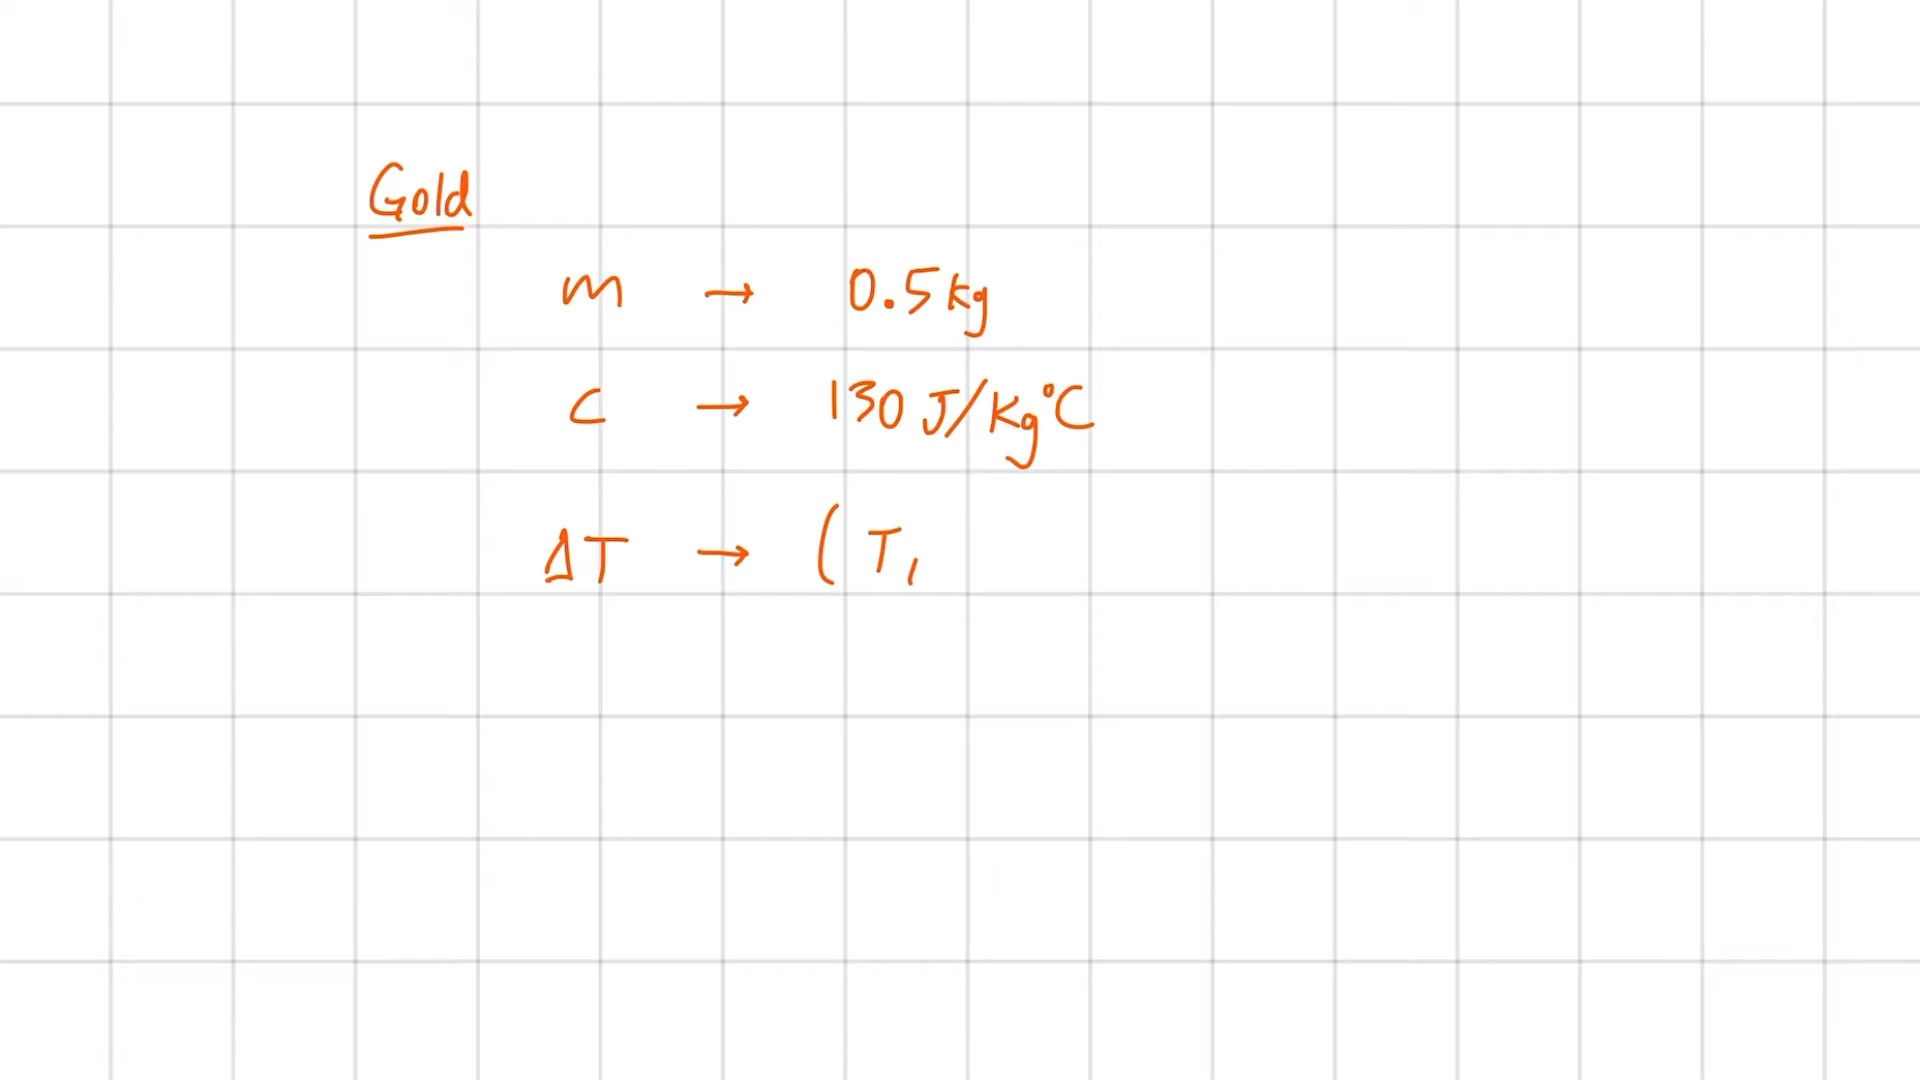 Gold
m → 0.5 kg
c → 130 J/kg°C
ΔT → ( T₁